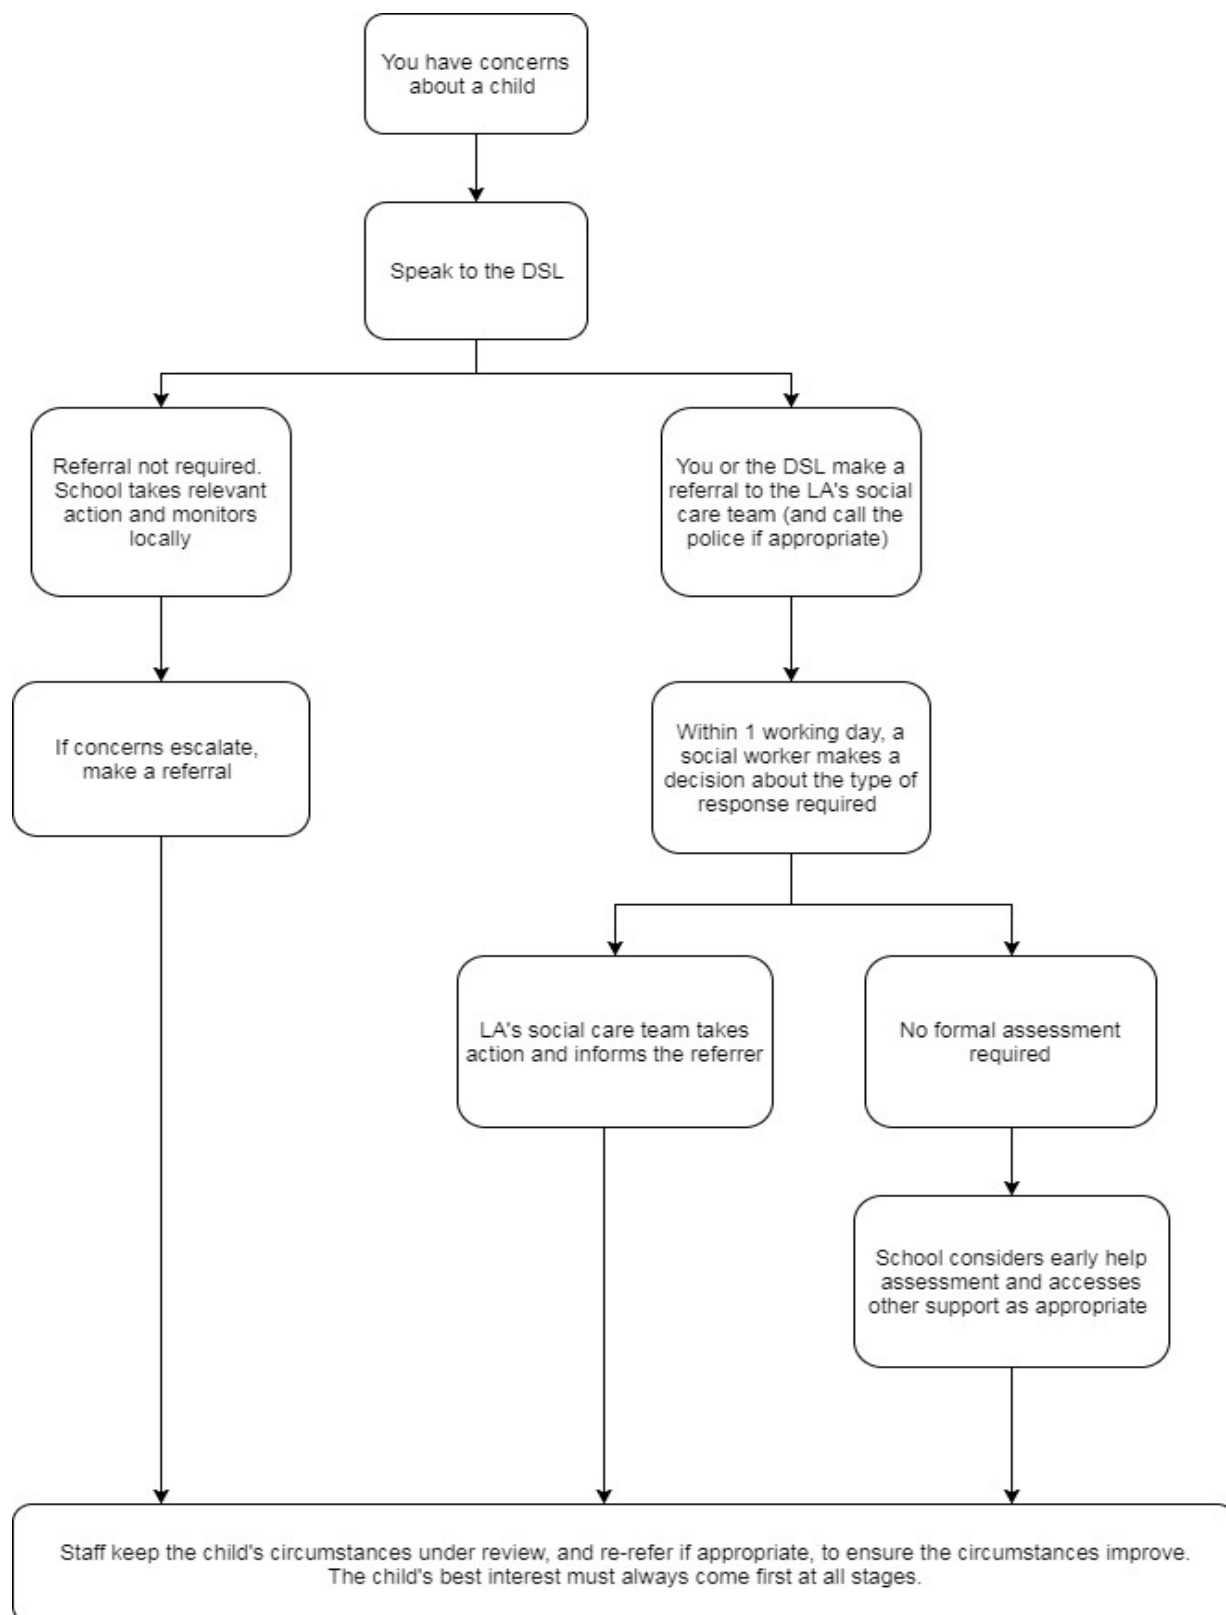 You have concerns
about a child
Speak to the DSL
Referral not required.
School takes relevant
action and monitors
locally
You or the DSL make a
referral to the LA's social
care team (and call the
police if appropriate)
If concerns escalate,
make a referral
Within 1 working day, a
social worker makes a
decision about the type of
response required
LA's social care team takes
action and informs the referrer
No formal assessment
required
School considers early help
assessment and accesses
other support as appropriate
Staff keep the child's circumstances under review, and re-refer if appropriate, to ensure the circumstances improve.
The child's best interest must always come first at all stages.